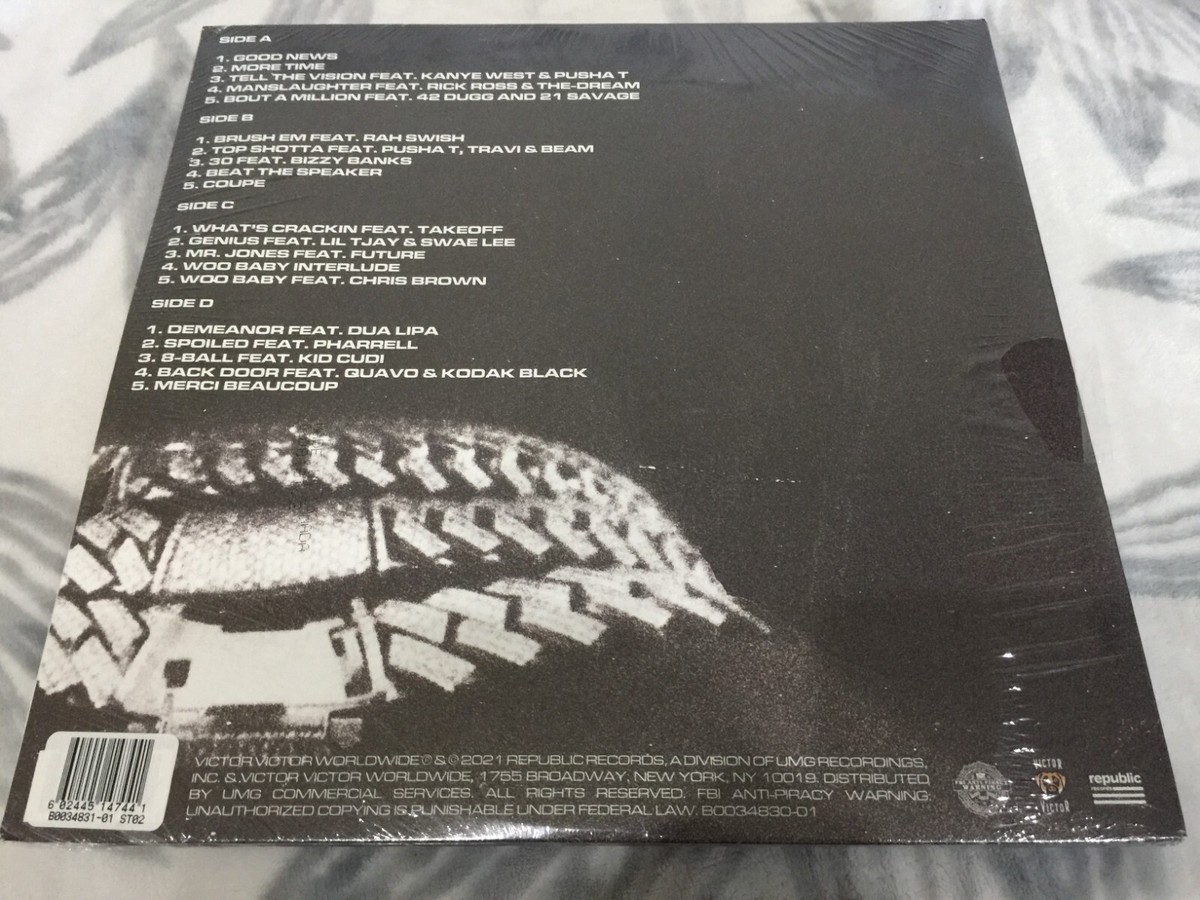 SIDE A
1. GOOD NEWS
2. MORE TIME
3. TELL THE VISION FEAT. KANYE WEST & PUSHA T
4. MANSLAUGHTER FEAT. RICK ROSS & THE-DREAM
5. BOUT A MILLION FEAT. 42 DUGG AND 21 SAVAGE
SIDE B
1. BRUSH EM FEAT. RAH SWISH
2. TOP SHOTTA FEAT. PUSHA T, TRAVI & BEAM
3. 30 FEAT. BIZZY BANKS
4. BEAT THE SPEAKER
5. COUPE
SIDE C
1. WHAT'S CRACKIN FEAT. TAKEOFF
2. GENIUS FEAT. LIL TJAY & SWAE LEE
3. MR. JONES FEAT. FUTURE
4. WOO BABY INTERLUDE
5. WOO BABY FEAT. CHRIS BROWN
SIDE D
1. DEMEANOR FEAT. DUA LIPA
2. SPOILED FEAT. PHARRELL
3. 8-BALL FEAT. KID CUDI
4. BACK DOOR FEAT. QUAVO & KODAK BLACK
5. MERCI BEAUCOUP
VICTOR VICTOR WORLDWIDE ℗ & © 2021 REPUBLIC RECORDS, A DIVISION OF UMG RECORDINGS,
INC. & VICTOR VICTOR WORLDWIDE, 1755 BROADWAY, NEW YORK, NY 10019. DISTRIBUTED
BY UMG COMMERCIAL SERVICES. ALL RIGHTS RESERVED. FBI ANTI-PIRACY WARNING:
UNAUTHORIZED COPYING IS PUNISHABLE UNDER FEDERAL LAW. B0034830-01
6 02445 14744 1
B0034831-01 ST02
FBI ANTI-PIRACY
WARNING
VICTOR
VICTOR
republic
records